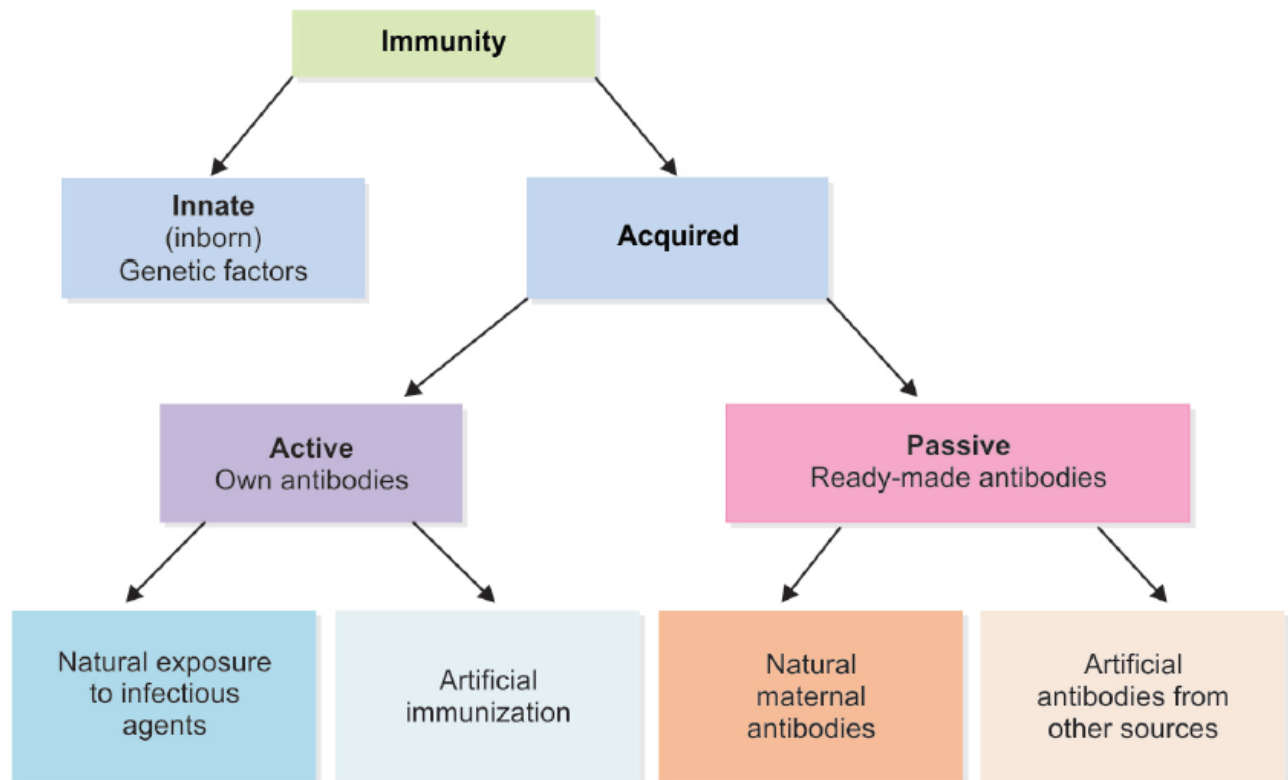 Immunity
Innate
(inborn)
Genetic factors
Acquired
Active
Own antibodies
Passive
Ready-made antibodies
Natural exposure
to infectious
agents
Artificial
immunization
Natural
maternal
antibodies
Artificial
antibodies from
other sources